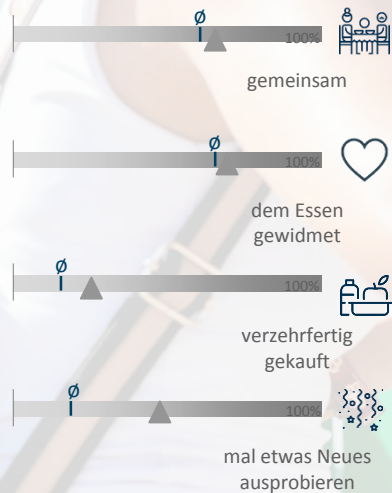 Ø
100%
gemeinsam
Ø
100%
dem Essen
gewidmet
Ø
100%
verzehrfertig
gekauft
Ø
100%
mal etwas Neues
ausprobieren